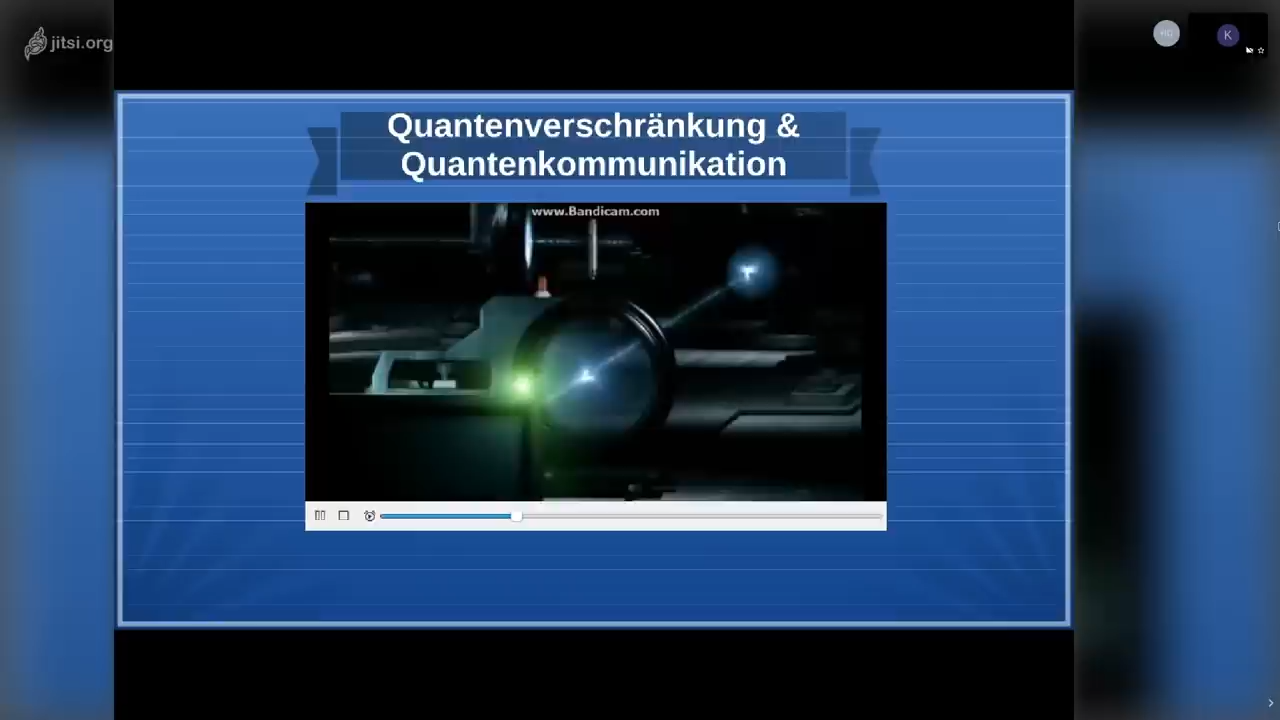 jitsi.org
K
Quantenverschränkung &
Quantenkommunikation
www.Bandicam.com